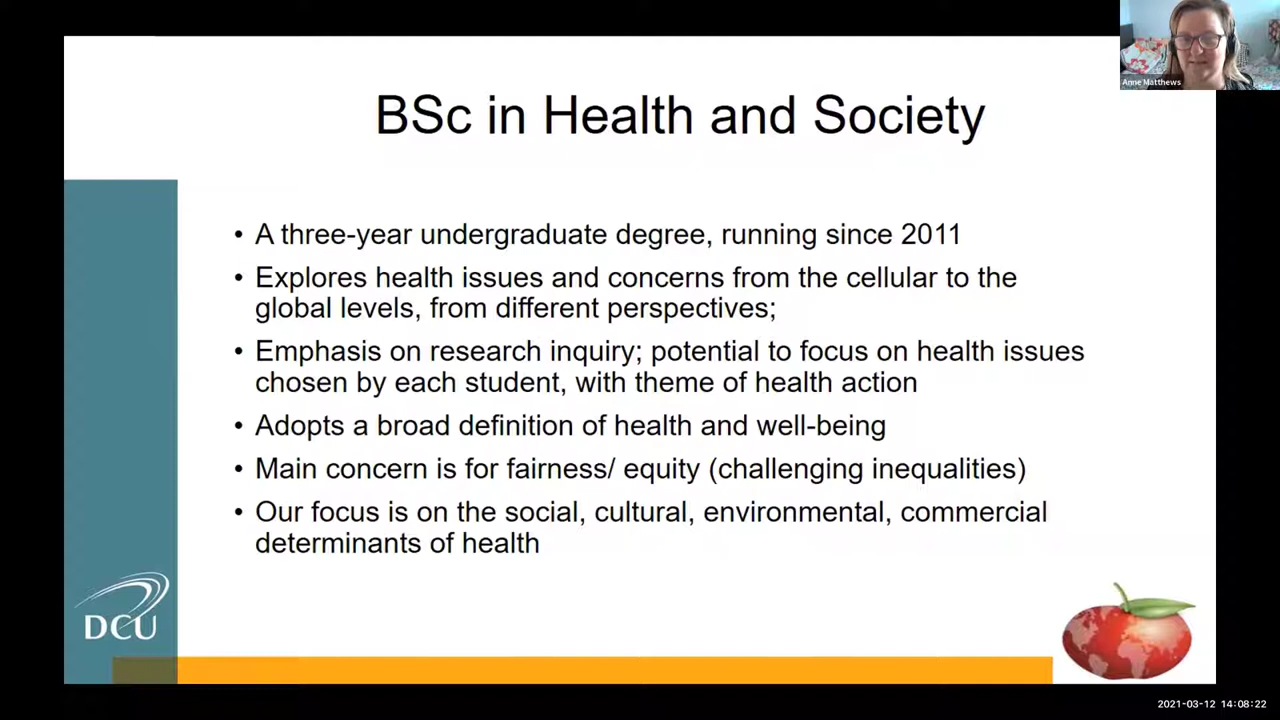 Anne Matthews
BSc in Health and Society
• A three-year undergraduate degree, running since 2011
• Explores health issues and concerns from the cellular to the
global levels, from different perspectives;
• Emphasis on research inquiry; potential to focus on health issues
chosen by each student, with theme of health action
• Adopts a broad definition of health and well-being
• Main concern is for fairness/ equity (challenging inequalities)
• Our focus is on the social, cultural, environmental, commercial
determinants of health
DCU
2021-03-12 14:08:22